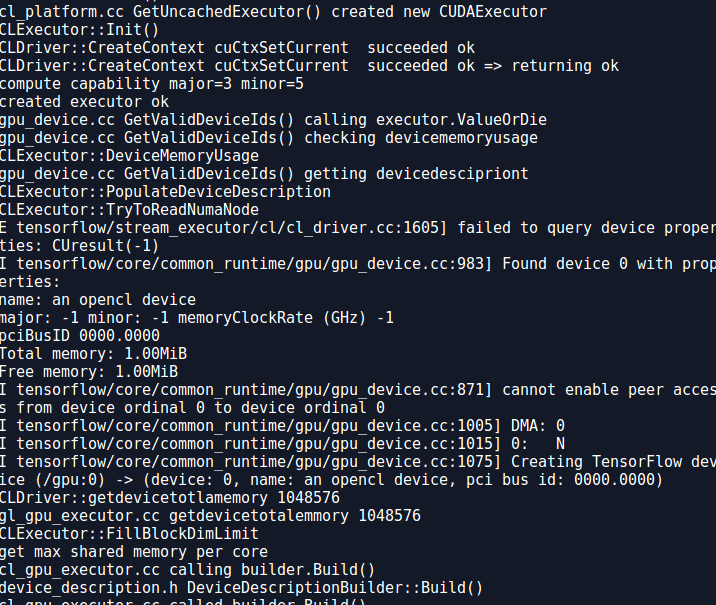 cl_platform.cc GetUncachedExecutor() created new CUDAExecutor
CLExecutor::Init()
CLDriver::CreateContext cuCtxSetCurrent  succeeded ok
CLDriver::CreateContext cuCtxSetCurrent  succeeded ok => returning ok
compute capability major=3 minor=5
created executor ok
gpu_device.cc GetValidDeviceIds() calling executor.ValueOrDie
gpu_device.cc GetValidDeviceIds() checking devicememoryusage
CLExecutor::DeviceMemoryUsage
gpu_device.cc GetValidDeviceIds() getting devicedescipriont
CLExecutor::PopulateDeviceDescription
CLExecutor::TryToReadNumaNode
E tensorflow/stream_executor/cl/cl_driver.cc:1605] failed to query device proper
ties: CUresult(-1)
I tensorflow/core/common_runtime/gpu/gpu_device.cc:983] Found device 0 with prop
erties:
name: an opencl device
major: -1 minor: -1 memoryClockRate (GHz) -1
pciBusID 0000.0000
Total memory: 1.00MiB
Free memory: 1.00MiB
I tensorflow/core/common_runtime/gpu/gpu_device.cc:871] cannot enable peer acces
s from device ordinal 0 to device ordinal 0
I tensorflow/core/common_runtime/gpu/gpu_device.cc:1005] DMA: 0
I tensorflow/core/common_runtime/gpu/gpu_device.cc:1015] 0:   N
I tensorflow/core/common_runtime/gpu/gpu_device.cc:1075] Creating TensorFlow dev
ice (/gpu:0) -> (device: 0, name: an opencl device, pci bus id: 0000.0000)
CLDriver::getdevicetotlamemory 1048576
gl_gpu_executor.cc getdevicetotalemmory 1048576
CLExecutor::FillBlockDimLimit
get max shared memory per core
cl_gpu_executor.cc calling builder.Build()
device_description.h DeviceDescriptionBuilder::Build()
cl_gpu_executor.cc called builder.Build()